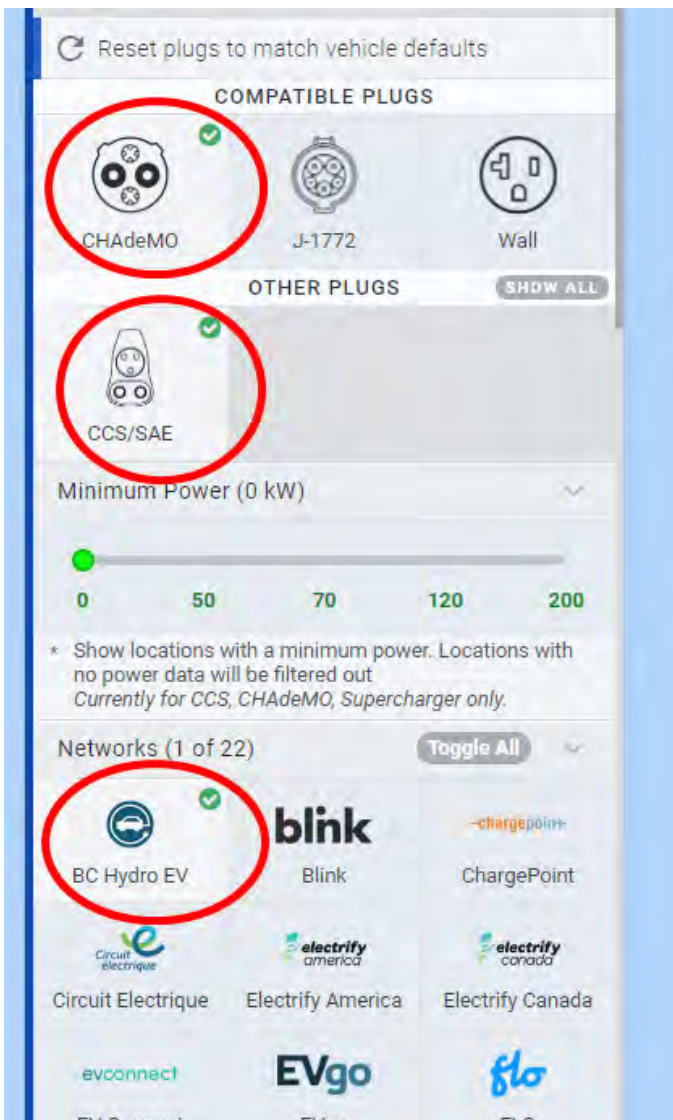 Reset plugs to match vehicle defaults
COMPATIBLE PLUGS
CHAdeMO J-1772 Wall
OTHER PLUGS SHOW ALL
CCS/SAE
Minimum Power (0 kW)
0 50 70 120 200
* Show locations with a minimum power. Locations with
no power data will be filtered out
Currently for CCS, CHAdeMO, Supercharger only.
Networks (1 of 22) Toggle All
blink -chargepoin+-
BC Hydro EV Blink ChargePoint
Circuit électrique electrify america electrify canada
Circuit Electrique Electrify America Electrify Canada
evconnect EVgo flo